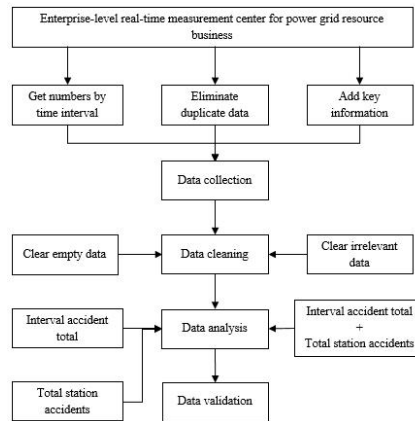 Enterprise-level real-time measurement center for power grid resource
business
Get numbers by
time interval
Eliminate
duplicate data
Add key
information
Data collection
Clear empty data
Data cleaning
Clear irrelevant
data
Interval accident
total
Data analysis
Interval accident total
+
Total station accidents
Total station
accidents
Data validation